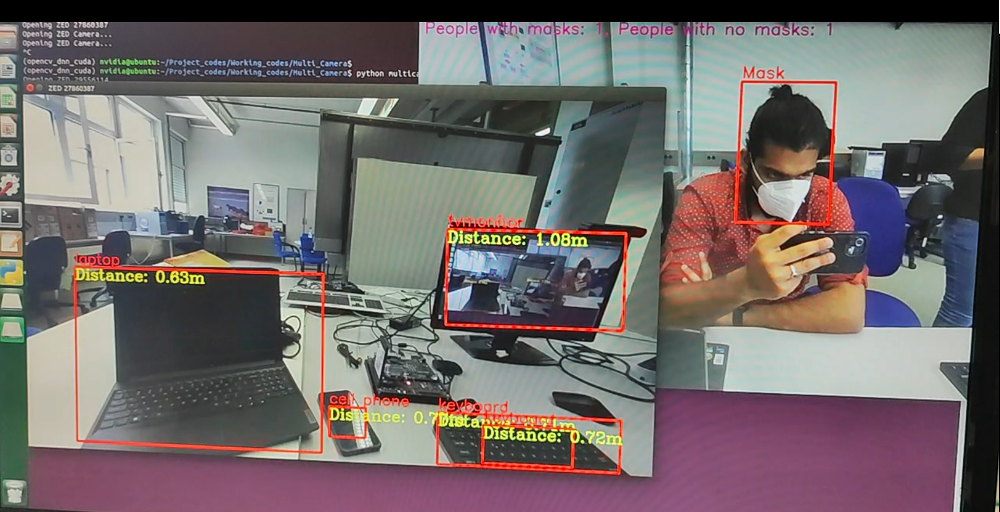 Opening ZED 27860387
Opening ZED Camera...
Opening ZED Camera...
^C
(opencv_dnn_cuda) nvidia@ubuntu:~/Project_codes/Working_codes/Multi_Camera$
(opencv_dnn_cuda) nvidia@ubuntu:~/Project_codes/Working_codes/Multi_Camera$ python multica
Opening ZED 29556114
People with masks: 1, People with no masks: 1
Mask
ZED 27860387
tvmonitor
Distance: 1.08m
laptop
Distance: 0.63m
cell phone
Distance: 0.7
keyboard
Distance: 0.71m
keyboard
Distance: 0.72m